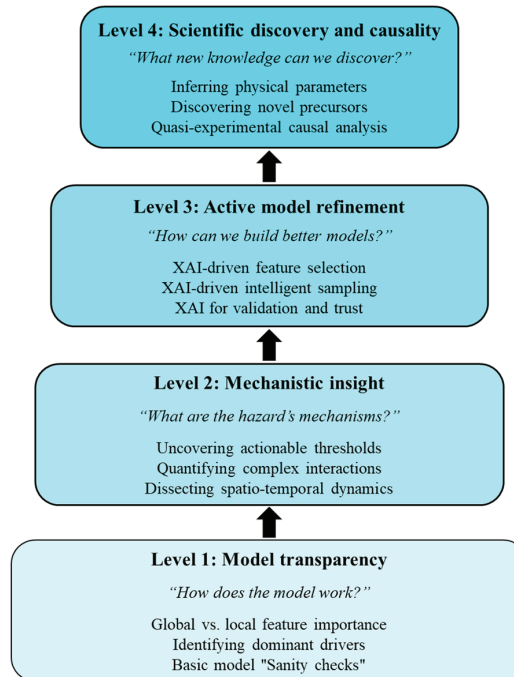 Level 4: Scientific discovery and causality
“What new knowledge can we discover?”
Inferring physical parameters
Discovering novel precursors
Quasi-experimental causal analysis
Level 3: Active model refinement
“How can we build better models?”
XAI-driven feature selection
XAI-driven intelligent sampling
XAI for validation and trust
Level 2: Mechanistic insight
“What are the hazard’s mechanisms?”
Uncovering actionable thresholds
Quantifying complex interactions
Dissecting spatio-temporal dynamics
Level 1: Model transparency
“How does the model work?”
Global vs. local feature importance
Identifying dominant drivers
Basic model "Sanity checks"